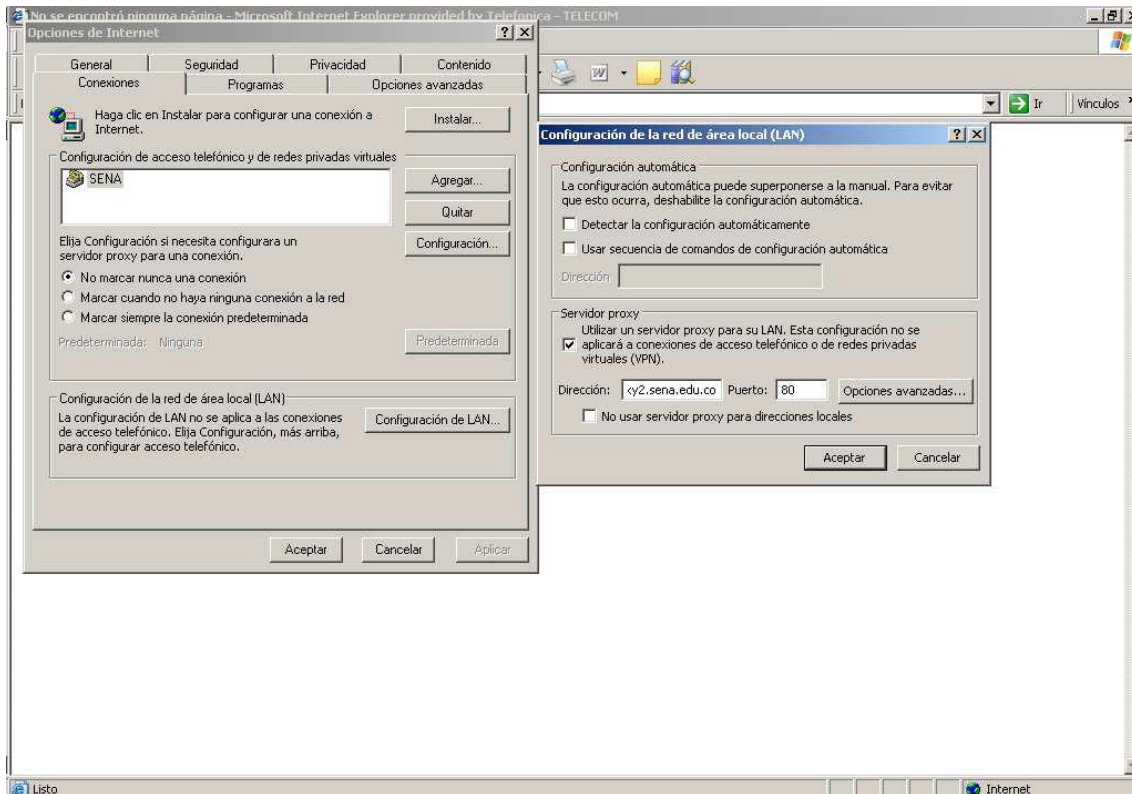 No se encontró ninguna página - Microsoft Internet Explorer provided by Telefonica - TELECOM
Opciones de Internet
General
Seguridad
Privacidad
Contenido
Conexiones
Programas
Opciones avanzadas
Haga clic en Instalar para configurar una conexión a
Internet.
Instalar...
Configuración de acceso telefónico y de redes privadas virtuales
SENA
Agregar...
Quitar
Elija Configuración si necesita configurara un
servidor proxy para una conexión.
Configuración...
No marcar nunca una conexión
Marcar cuando no haya ninguna conexión a la red
Marcar siempre la conexión predeterminada
Predeterminada: Ninguna
Predeterminada
Configuración de la red de área local (LAN)
La configuración de LAN no se aplica a las conexiones
de acceso telefónico. Elija Configuración, más arriba,
para configurar acceso telefónico.
Configuración de LAN...
Aceptar
Cancelar
Aplicar
Ir
Vínculos
Configuración de la red de área local (LAN)
Configuración automática
La configuración automática puede superponerse a la manual. Para evitar
que esto ocurra, deshabilite la configuración automática.
Detectar la configuración automáticamente
Usar secuencia de comandos de configuración automática
Dirección
Servidor proxy
Utilizar un servidor proxy para su LAN. Esta configuración no se
aplicará a conexiones de acceso telefónico o de redes privadas
virtuales (VPN).
Dirección: y2.sena.edu.co Puerto: 80 Opciones avanzadas...
No usar servidor proxy para direcciones locales
Aceptar
Cancelar
Listo
Internet